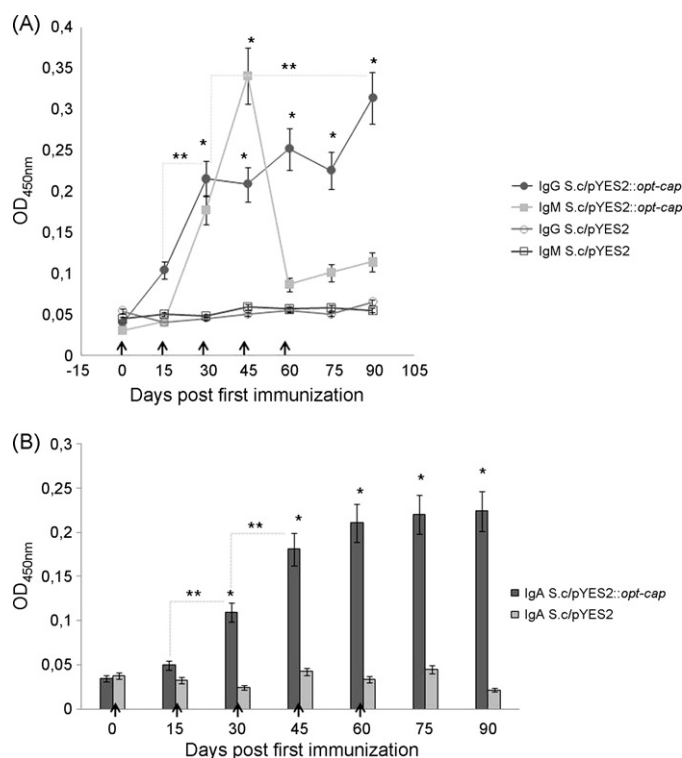 (A)
0,4
0,35
0,3
0,25
0,2
0,15
0,1
0,05
0
OD450nm
* ** * ** * * * *
-15 0 15 30 45 60 75 90 105
Days post first immunization
IgG S.c/pYES2::opt-cap
IgM S.c/pYES2::opt-cap
IgG S.c/pYES2
IgM S.c/pYES2
(B)
0,3
0,25
0,2
0,15
0,1
0,05
0
OD450nm
** * ** * * * *
0 15 30 45 60 75 90
Days post first immunization
IgA S.c/pYES2::opt-cap
IgA S.c/pYES2